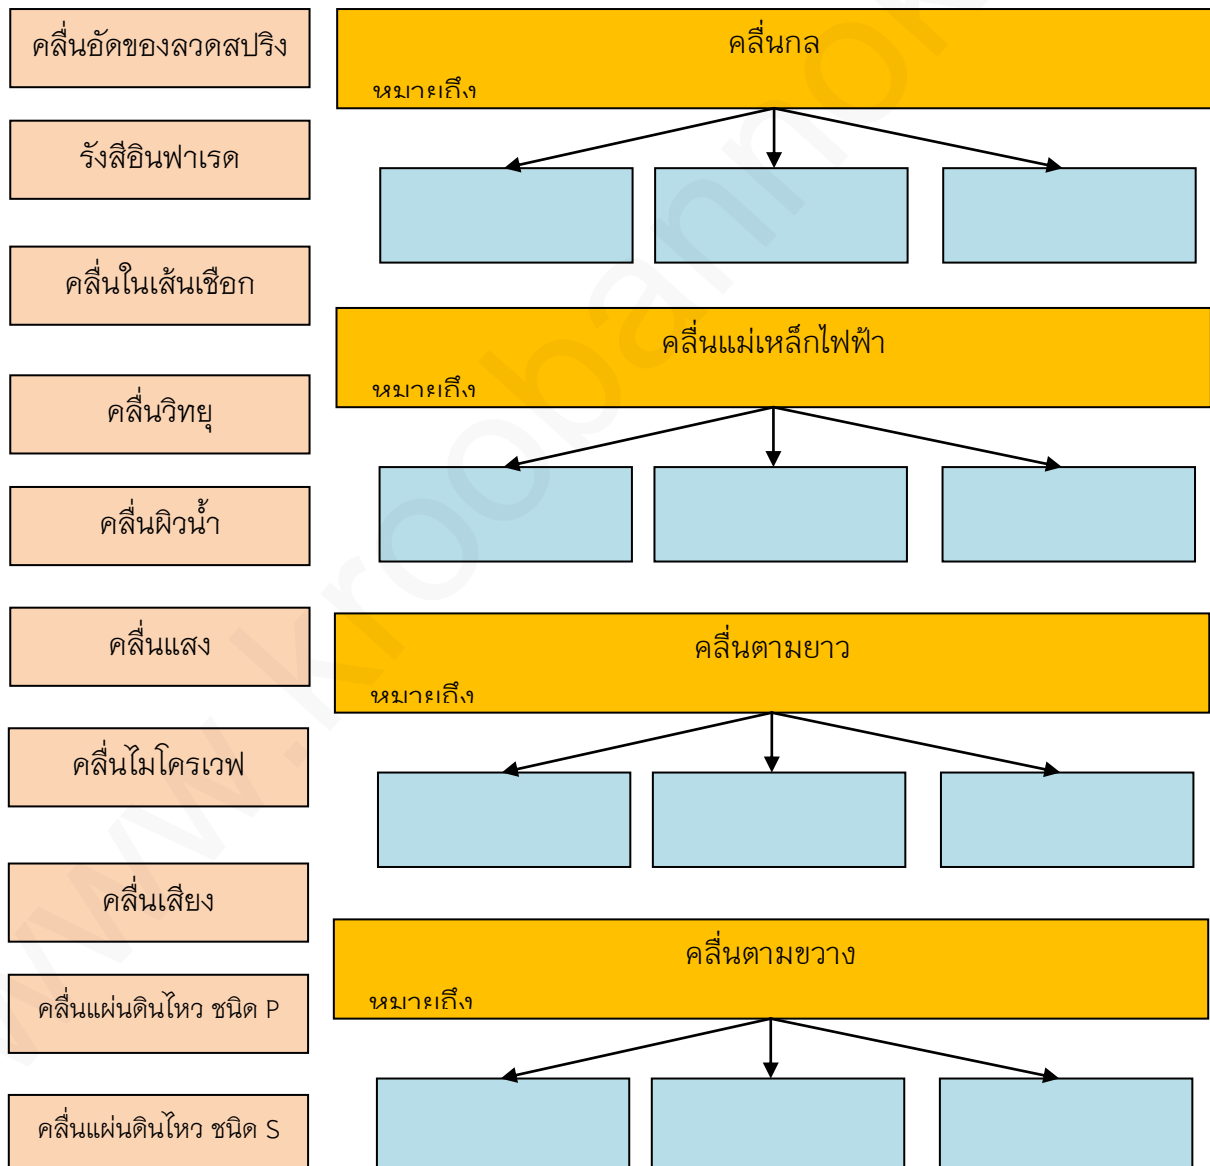 คลื่นอัดของลวดสปริง
รังสีอินฟาเรด
คลื่นในเส้นเชือก
คลื่นวิทยุ
คลื่นผิวน้ำ
คลื่นแสง
คลื่นไมโครเวฟ
คลื่นเสียง
คลื่นแผ่นดินไหว ชนิด P
คลื่นแผ่นดินไหว ชนิด S
คลื่นกล
หมายถึง
คลื่นแม่เหล็กไฟฟ้า
หมายถึง
คลื่นตามยาว
หมายถึง
คลื่นตามขวาง
หมายถึง